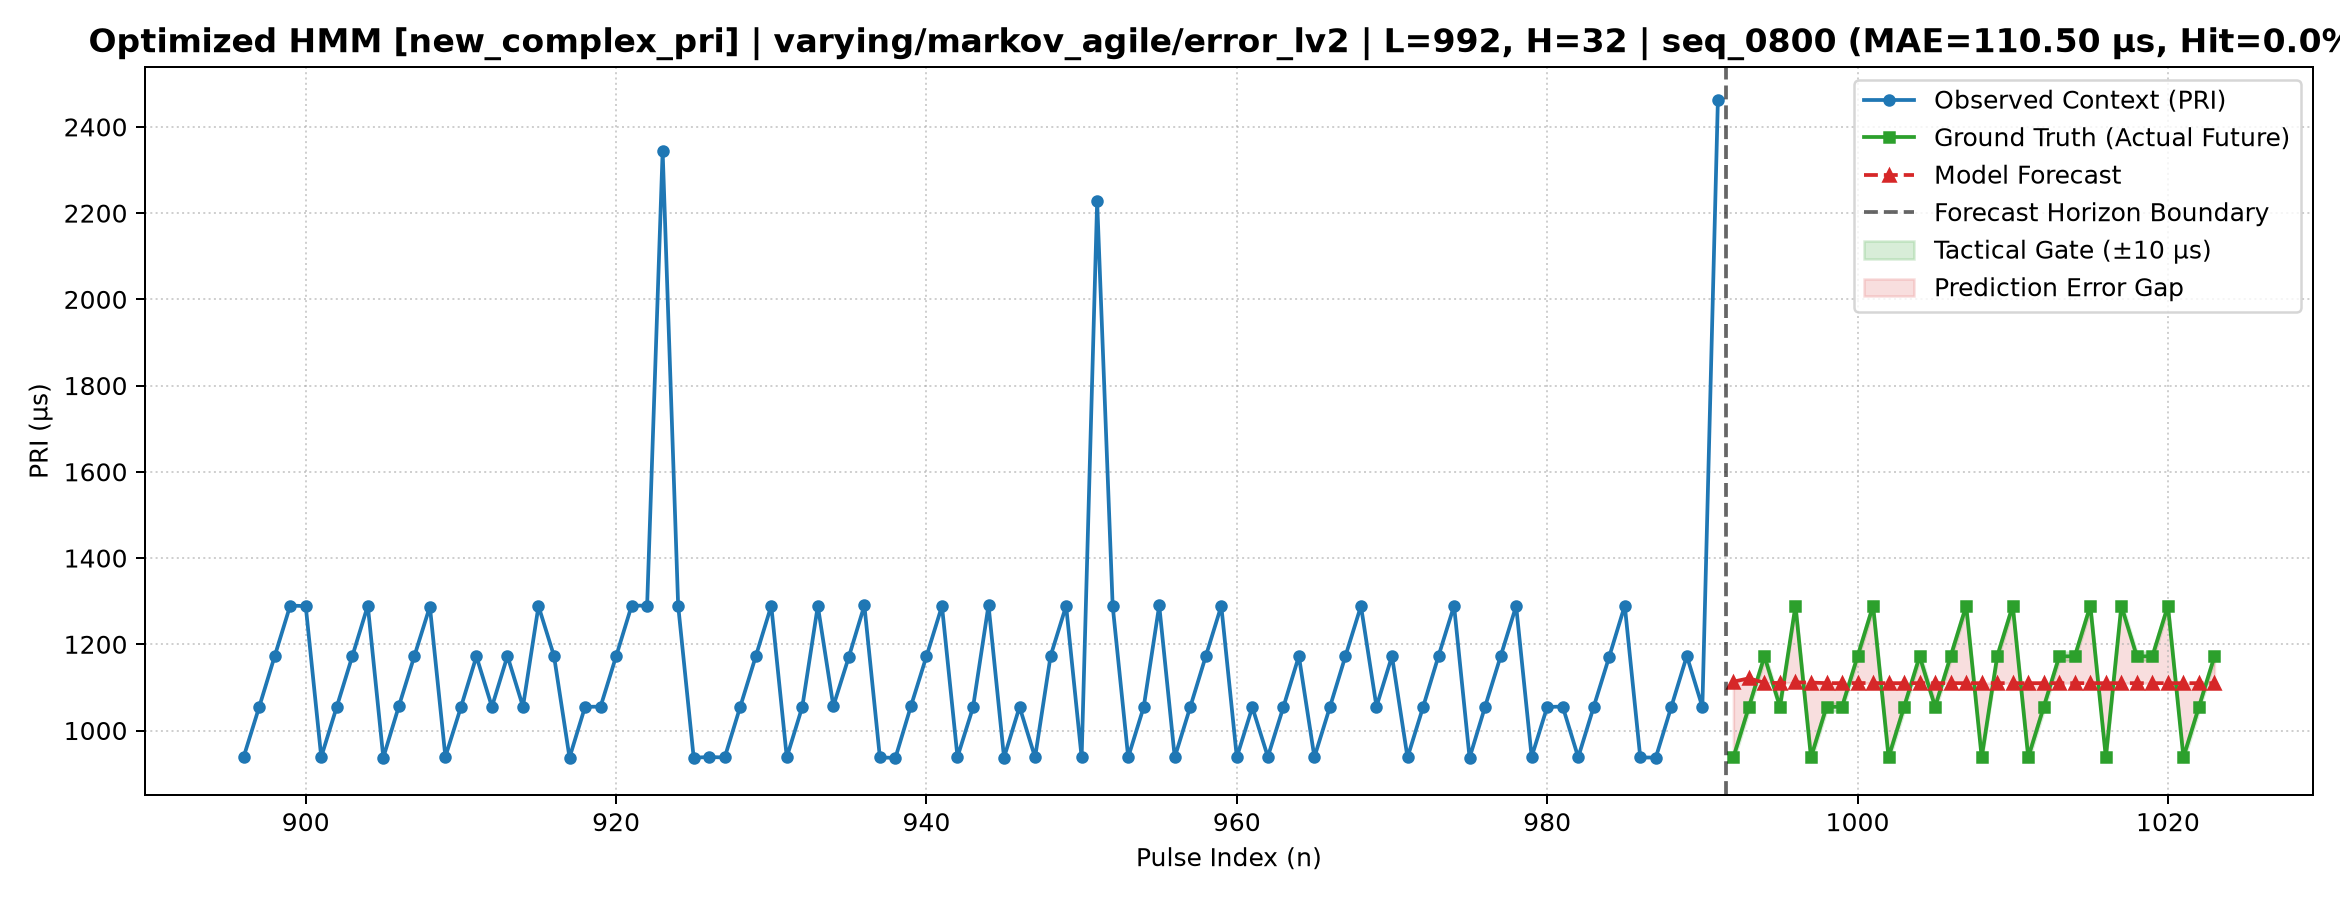 Optimized HMM [new_complex_pri] | varying/markov_agile/error_lv2 | L=992, H=32 | seq_0800 (MAE=110.50 µs, Hit=0.0%
Observed Context (PRI)
Ground Truth (Actual Future)
Model Forecast
Forecast Horizon Boundary
Tactical Gate (±10 µs)
Prediction Error Gap
PRI (µs)
2400
2200
2000
1800
1600
1400
1200
1000
900
920
940
960
980
1000
1020
Pulse Index (n)